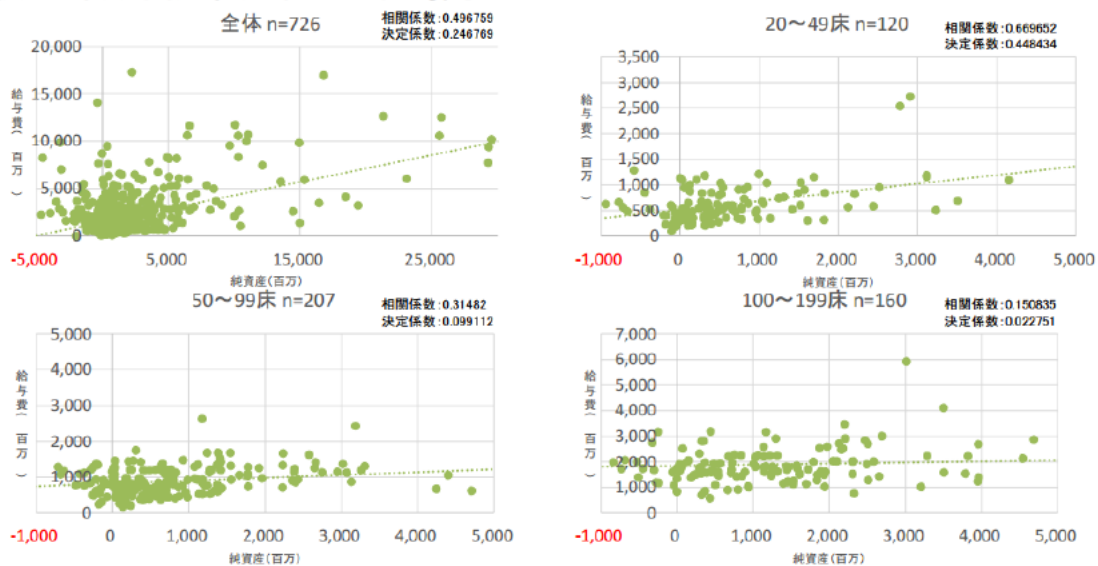 全体 n=726
相関係数:0.496759
決定係数:0.246769
20,000
15,000
10,000
5,000
0
給与費(百万)
-5,000
5,000
15,000
25,000
純資産(百万)
20～49床 n=120
相関係数:0.669652
決定係数:0.448434
3,500
3,000
2,500
2,000
1,500
1,000
500
0
給与費(百万)
-1,000
0
1,000
2,000
3,000
4,000
5,000
純資産(百万)
50～99床 n=207
相関係数:0.31482
決定係数:0.099112
5,000
4,000
3,000
2,000
1,000
0
給与費(百万)
-1,000
0
1,000
2,000
3,000
4,000
5,000
純資産(百万)
100～199床 n=160
相関係数:0.150835
決定係数:0.022751
7,000
6,000
5,000
4,000
3,000
2,000
1,000
0
給与費(百万)
-1,000
0
1,000
2,000
3,000
4,000
5,000
純資産(百万)